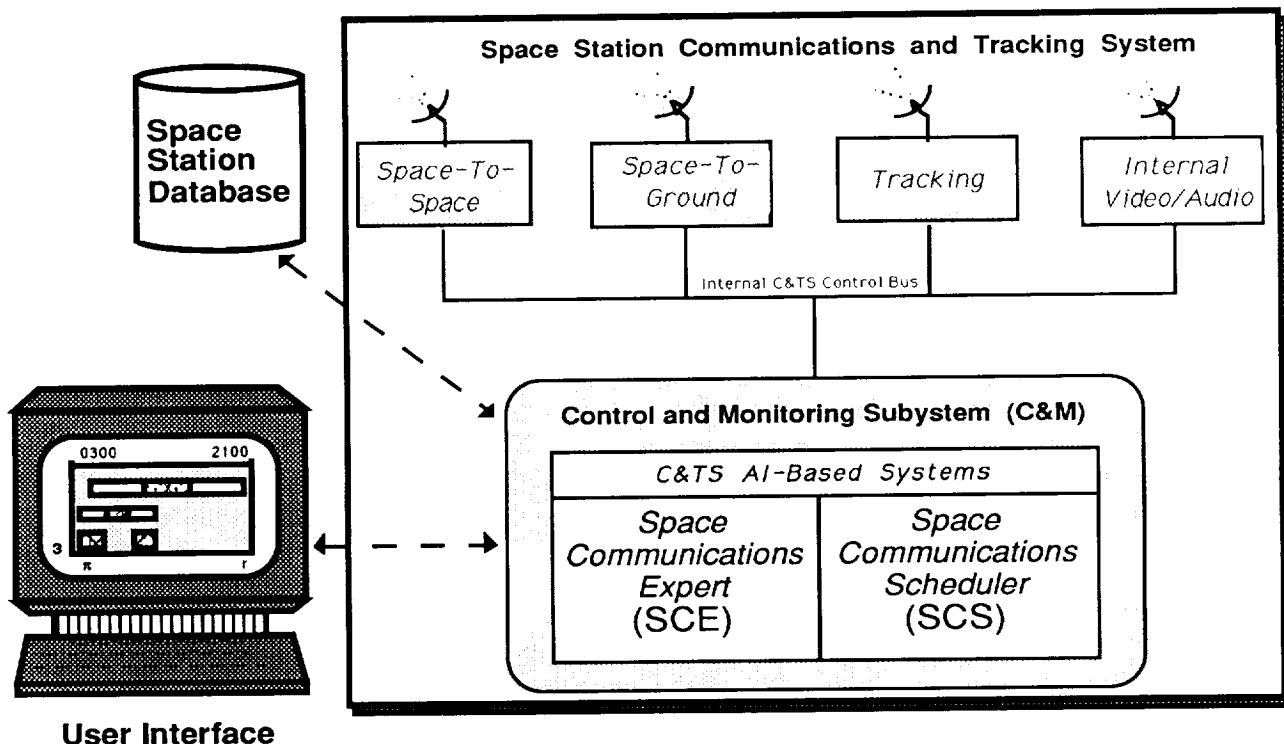 Space Station Communications and Tracking System
Space
Station
Database
Space-To-
Space
Space-To-
Ground
Tracking
Internal
Video/Audio
Internal C&TS Control Bus
Control and Monitoring Subystem (C&M)
C&TS AI-Based Systems
Space
Communications
Expert
(SCE)
Space
Communications
Scheduler
(SCS)
0300
2100
3
π
r
User Interface